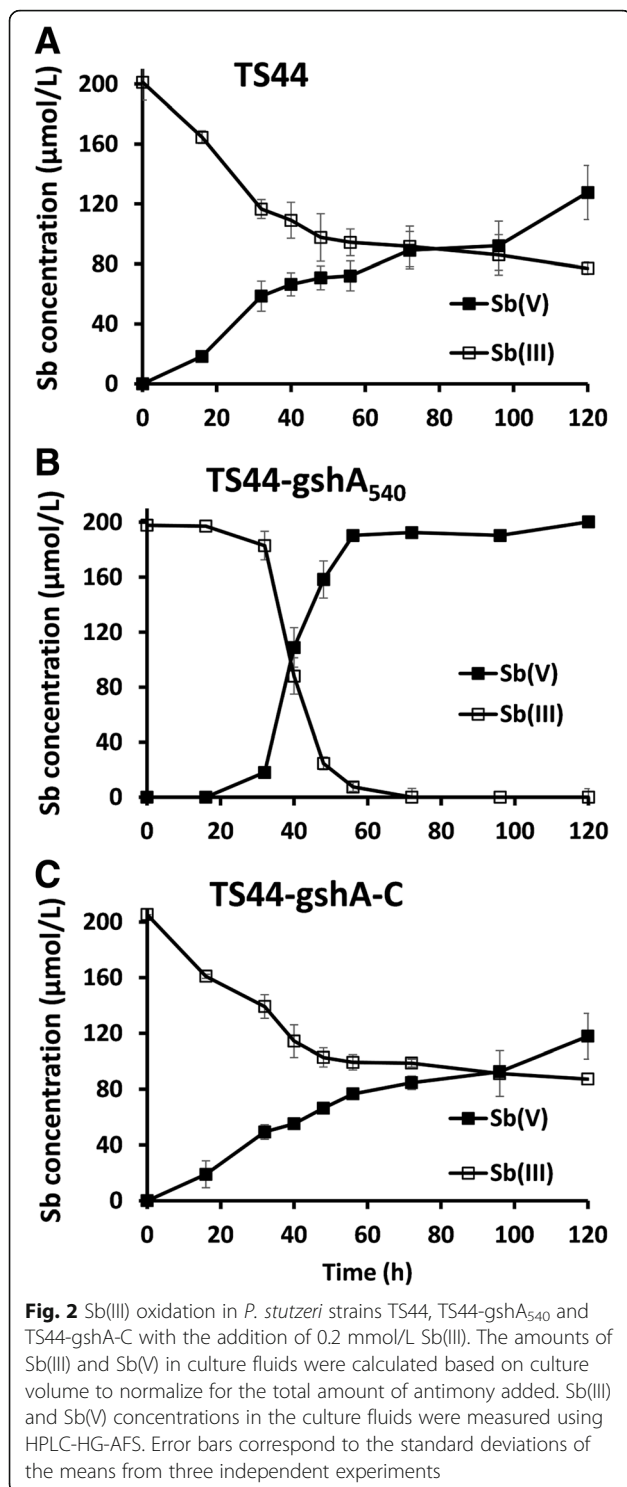 A
TS44
Sb concentration (µmol/L)
200
160
120
80
40
0
Sb(V)
Sb(III)
0 20 40 60 80 100 120
B
TS44-gshA₅₄₀
Sb concentration (µmol/L)
200
160
120
80
40
0
Sb(V)
Sb(III)
0 20 40 60 80 100 120
C
TS44-gshA-C
Sb concentration (µmol/L)
200
160
120
80
40
0
Sb(V)
Sb(III)
0 20 40 60 80 100 120
Time (h)
Fig. 2 Sb(III) oxidation in P. stutzeri strains TS44, TS44-gshA₅₄₀ and
TS44-gshA-C with the addition of 0.2 mmol/L Sb(III). The amounts of
Sb(III) and Sb(V) in culture fluids were calculated based on culture
volume to normalize for the total amount of antimony added. Sb(III)
and Sb(V) concentrations in the culture fluids were measured using
HPLC-HG-AFS. Error bars correspond to the standard deviations of
the means from three independent experiments